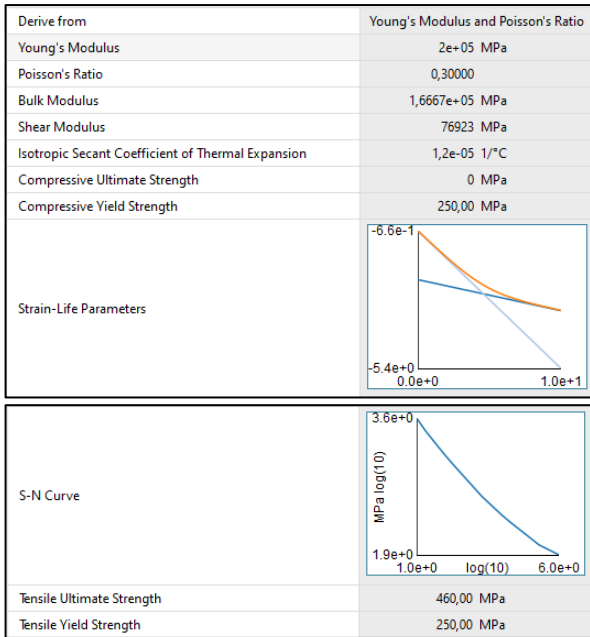 Derive from Young's Modulus and Poisson's Ratio
Young's Modulus 2e+05 MPa
Poisson's Ratio 0,30000
Bulk Modulus 1,6667e+05 MPa
Shear Modulus 76923 MPa
Isotropic Secant Coefficient of Thermal Expansion 1,2e-05 1/°C
Compressive Ultimate Strength 0 MPa
Compressive Yield Strength 250,00 MPa
Strain-Life Parameters
-6.6e-1
-5.4e+0
0.0e+0 1.0e+1
S-N Curve
3.6e+0
MPa log(10)
1.9e+0
1.0e+0 log(10) 6.0e+0
Tensile Ultimate Strength 460,00 MPa
Tensile Yield Strength 250,00 MPa